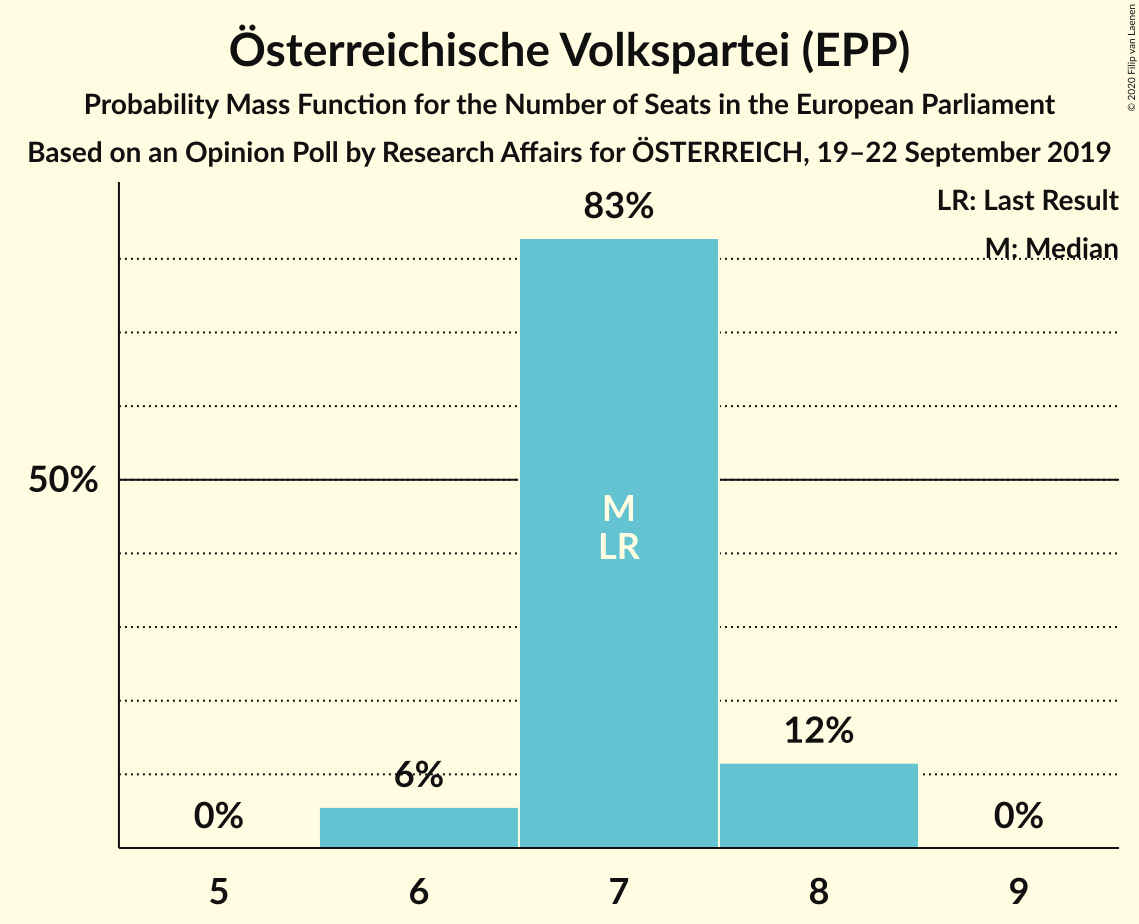 Österreichische Volkspartei (EPP)
Probability Mass Function for the Number of Seats in the European Parliament
Based on an Opinion Poll by Research Affairs for ÖSTERREICH, 19–22 September 2019
© 2020 Filip van Laenen
LR: Last Result
M: Median
83%
50%
M
LR
12%
6%
0%
0%
5 6 7 8 9